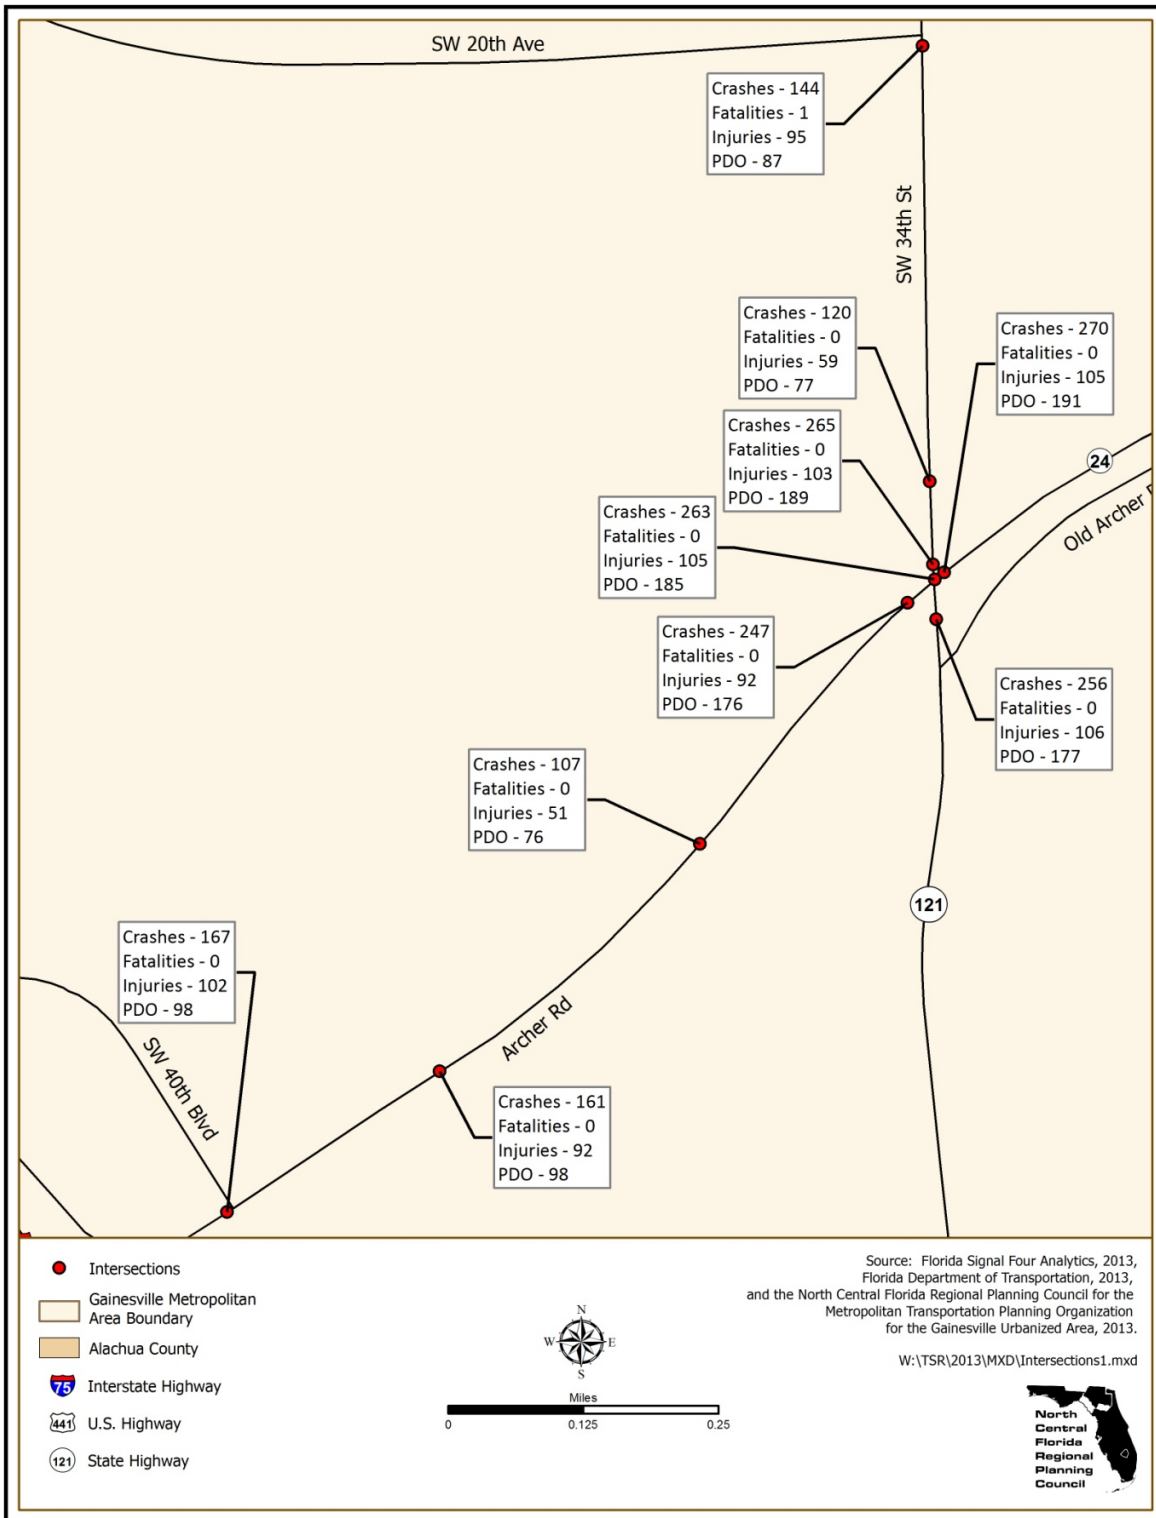 SW 20th Ave
Crashes - 144
Fatalities - 1
Injuries - 95
PDO - 87
SW 34th St
Crashes - 120
Fatalities - 0
Injuries - 59
PDO - 77
Crashes - 270
Fatalities - 0
Injuries - 105
PDO - 191
Crashes - 265
Fatalities - 0
Injuries - 103
PDO - 189
24
Old Archer
Crashes - 263
Fatalities - 0
Injuries - 105
PDO - 185
Crashes - 247
Fatalities - 0
Injuries - 92
PDO - 176
Crashes - 256
Fatalities - 0
Injuries - 106
PDO - 177
Crashes - 107
Fatalities - 0
Injuries - 51
PDO - 76
121
Crashes - 167
Fatalities - 0
Injuries - 102
PDO - 98
SW 40th Blvd
Archer Rd
Crashes - 161
Fatalities - 0
Injuries - 92
PDO - 98
Intersections
Gainesville Metropolitan
Area Boundary
Alachua County
75
Interstate Highway
441
U.S. Highway
121
State Highway
N
W
E
S
Miles
0
0.125
0.25
Source: Florida Signal Four Analytics, 2013,
Florida Department of Transportation, 2013,
and the North Central Florida Regional Planning Council for the
Metropolitan Transportation Planning Organization
for the Gainesville Urbanized Area, 2013.
W:\TSR\2013\MXD\Intersections1.mxd
North
Central
Florida
Regional
Planning
Council